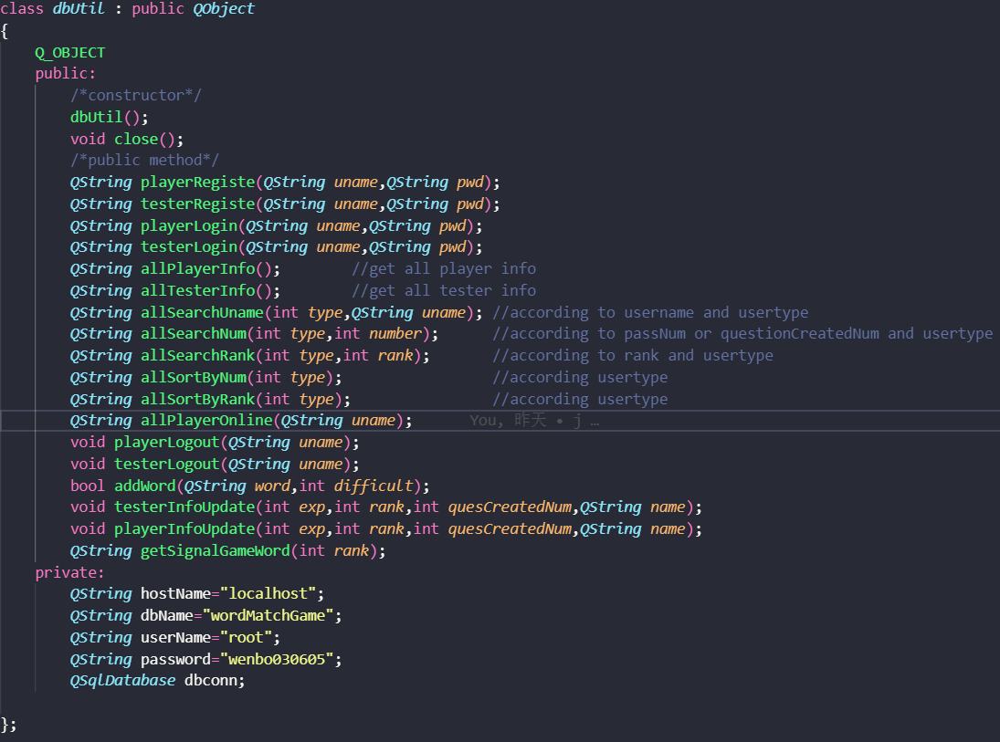 class dbUtil : public QObject
{
    Q_OBJECT
    public:
        /*constructor*/
        dbUtil();
        void close();
        /*public method*/
        QString playerRegiste(QString uname,QString pwd);
        QString testerRegiste(QString uname,QString pwd);
        QString playerLogin(QString uname,QString pwd);
        QString testerLogin(QString uname,QString pwd);
        QString allPlayerInfo();        //get all player info
        QString allTesterInfo();        //get all tester info
        QString allSearchUname(int type,QString uname); //according to username and usertype
        QString allSearchNum(int type,int number);      //according to passNum or questionCreatedNum and usertype
        QString allSearchRank(int type,int rank);       //according to rank and usertype
        QString allSortByNum(int type);                 //according usertype
        QString allSortByRank(int type);                //according usertype
        QString allPlayerOnline(QString uname);      You, 昨天 • j …
        void playerLogout(QString uname);
        void testerLogout(QString uname);
        bool addWord(QString word,int difficult);
        void testerInfoUpdate(int exp,int rank,int quesCreatedNum,QString name);
        void playerInfoUpdate(int exp,int rank,int quesCreatedNum,QString name);
        QString getSignalGameWord(int rank);
    private:
        QString hostName="localhost";
        QString dbName="wordMatchGame";
        QString userName="root";
        QString password="wenbo030605";
        QSqlDatabase dbconn;
};